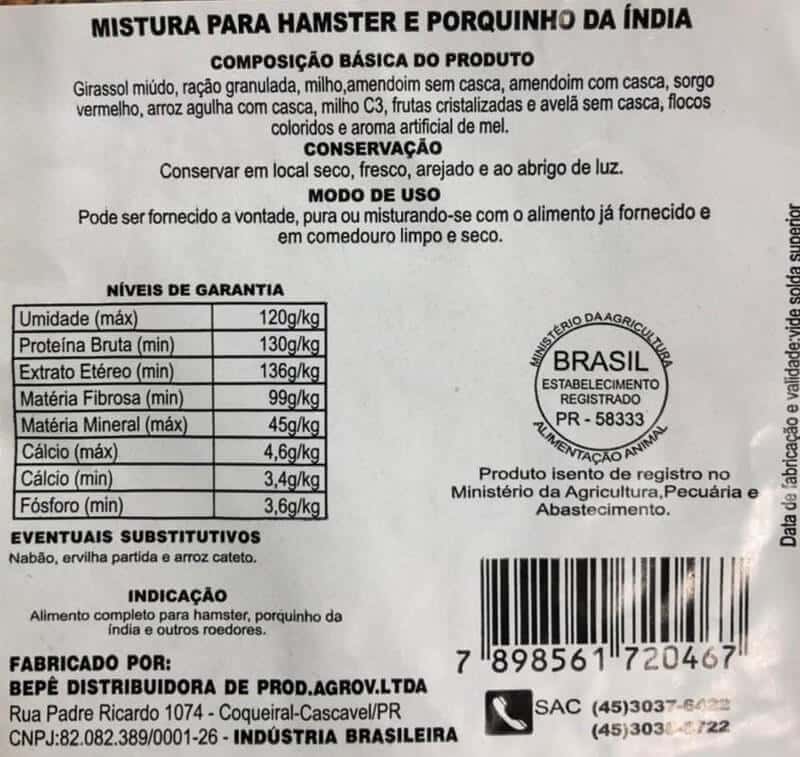 MISTURA PARA HAMSTER E PORQUINHO DA ÍNDIA
COMPOSIÇÃO BÁSICA DO PRODUTO
Girassol miúdo, ração granulada, milho,amendoim sem casca, amendoim com casca, sorgo
vermelho, arroz agulha com casca, milho C3, frutas cristalizadas e avelã sem casca, flocos
coloridos e aroma artificial de mel.
CONSERVAÇÃO
Conservar em local seco, fresco, arejado e ao abrigo de luz.
MODO DE USO
Pode ser fornecido a vontade, pura ou misturando-se com o alimento já fornecido e
em comedouro limpo e seco.
NÍVEIS DE GARANTIA
Umidade (máx) 120g/kg
Proteína Bruta (min) 130g/kg
Extrato Etéreo (min) 136g/kg
Matéria Fibrosa (min) 99g/kg
Matéria Mineral (máx) 45g/kg
Cálcio (máx) 4,6g/kg
Cálcio (min) 3,4g/kg
Fósforo (min) 3,6g/kg
EVENTUAIS SUBSTITUTIVOS
Nabão, ervilha partida e arroz cateto.
INDICAÇÃO
Alimento completo para hamster, porquinho da
índia e outros roedores.
FABRICADO POR:
BEPÊ DISTRIBUIDORA DE PROD.AGROV.LTDA
Rua Padre Ricardo 1074 - Coqueiral-Cascavel/PR
CNPJ:82.082.389/0001-26 - INDÚSTRIA BRASILEIRA
MINISTÉRIO DA AGRICULTURA
BRASIL
ESTABELECIMENTO
REGISTRADO
PR - 58333
ALIMENTAÇÃO ANIMAL
Produto isento de registro no
Ministério da Agricultura,Pecuária e
Abastecimento.
7 898561 720467
SAC (45)
(45)
Data de fabricação e validade:vide solda superior